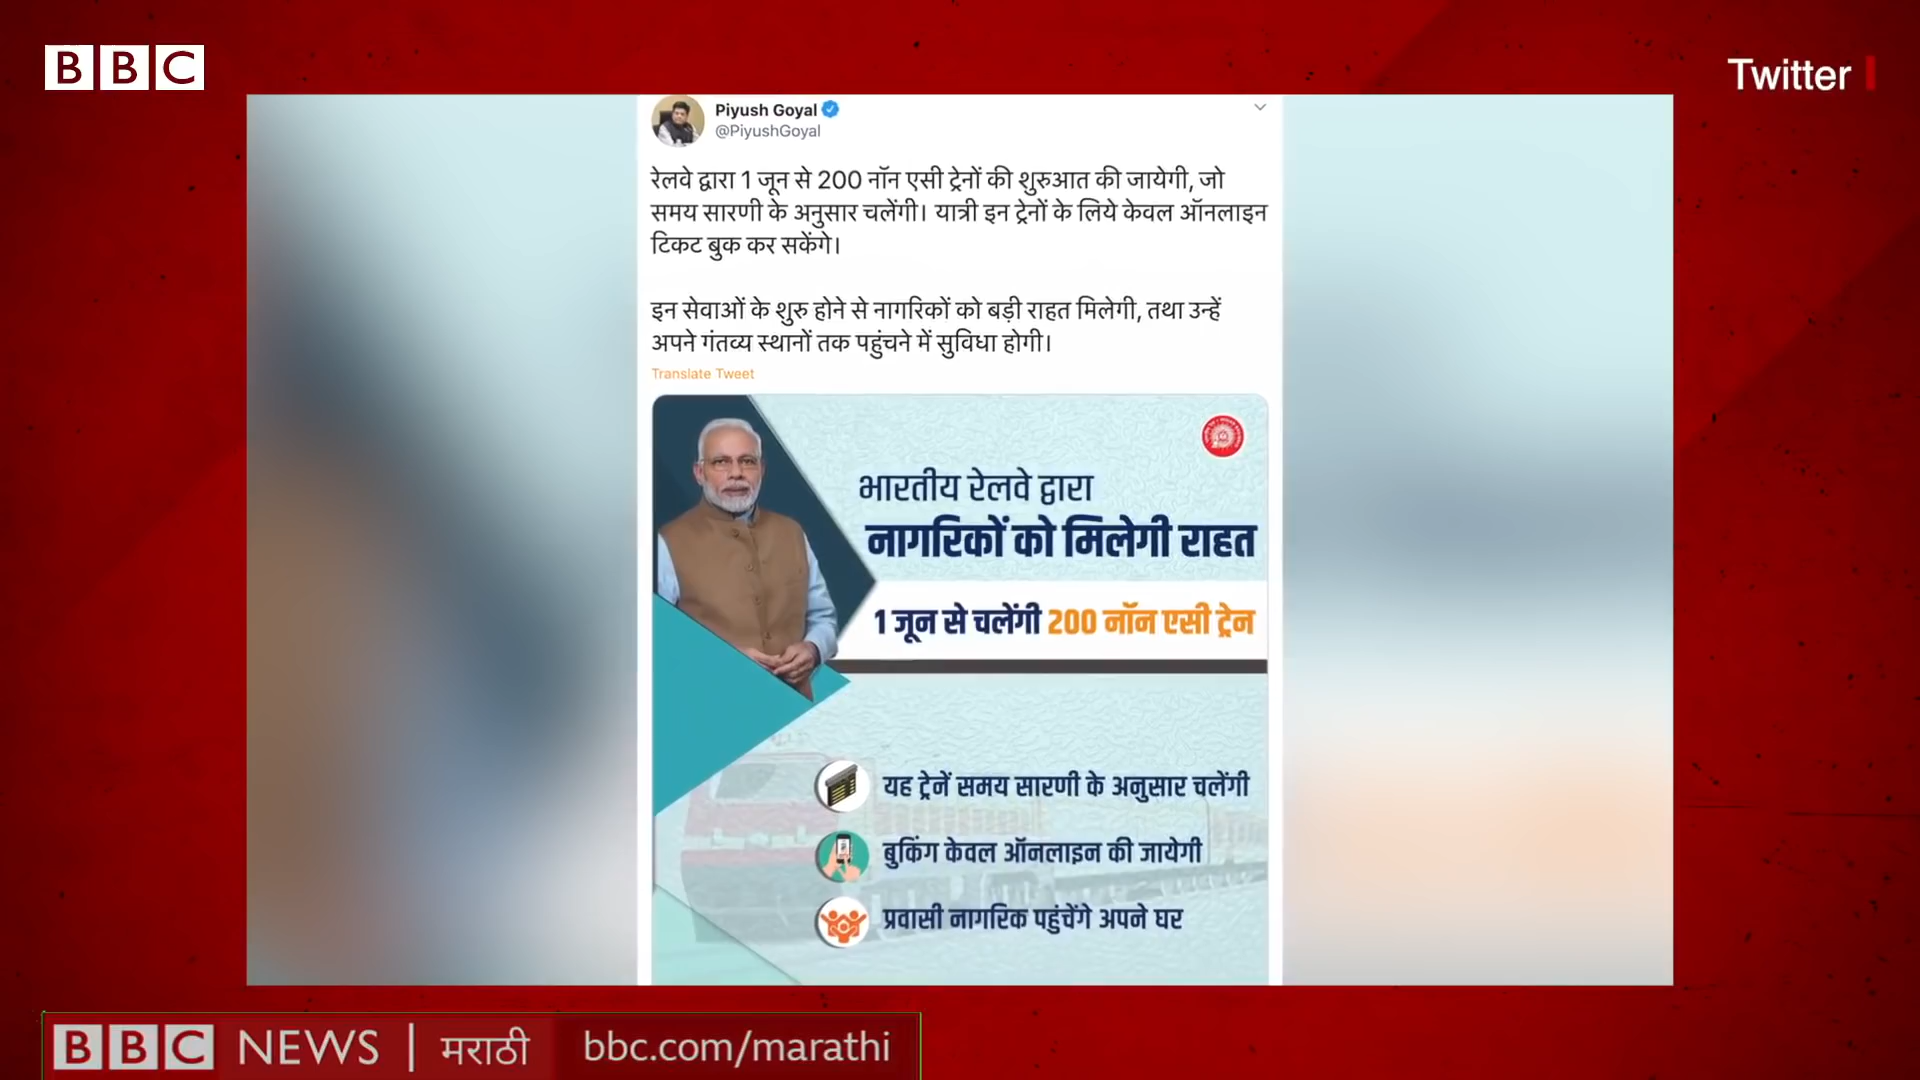 BBC
Twitter
Piyush Goyal
@PiyushGoyal
रेलवे द्वारा 1 जून से 200 नॉन एसी ट्रेनों की शुरुआत की जायेगी, जो
समय सारणी के अनुसार चलेंगी। यात्री इन ट्रेनों के लिये केवल ऑनलाइन
टिकट बुक कर सकेंगे।
इन सेवाओं के शुरु होने से नागरिकों को बड़ी राहत मिलेगी, तथा उन्हें
अपने गंतव्य स्थानों तक पहुंचने में सुविधा होगी।
Translate Tweet
भारतीय रेलवे द्वारा
नागरिकों को मिलेगी राहत
1 जून से चलेंगी 200 नॉन एसी ट्रेन
यह ट्रेनें समय सारणी के अनुसार चलेंगी
बुकिंग केवल ऑनलाइन की जायेगी
प्रवासी नागरिक पहुंचेंगे अपने घर
BBC NEWS | मराठी bbc.com/marathi